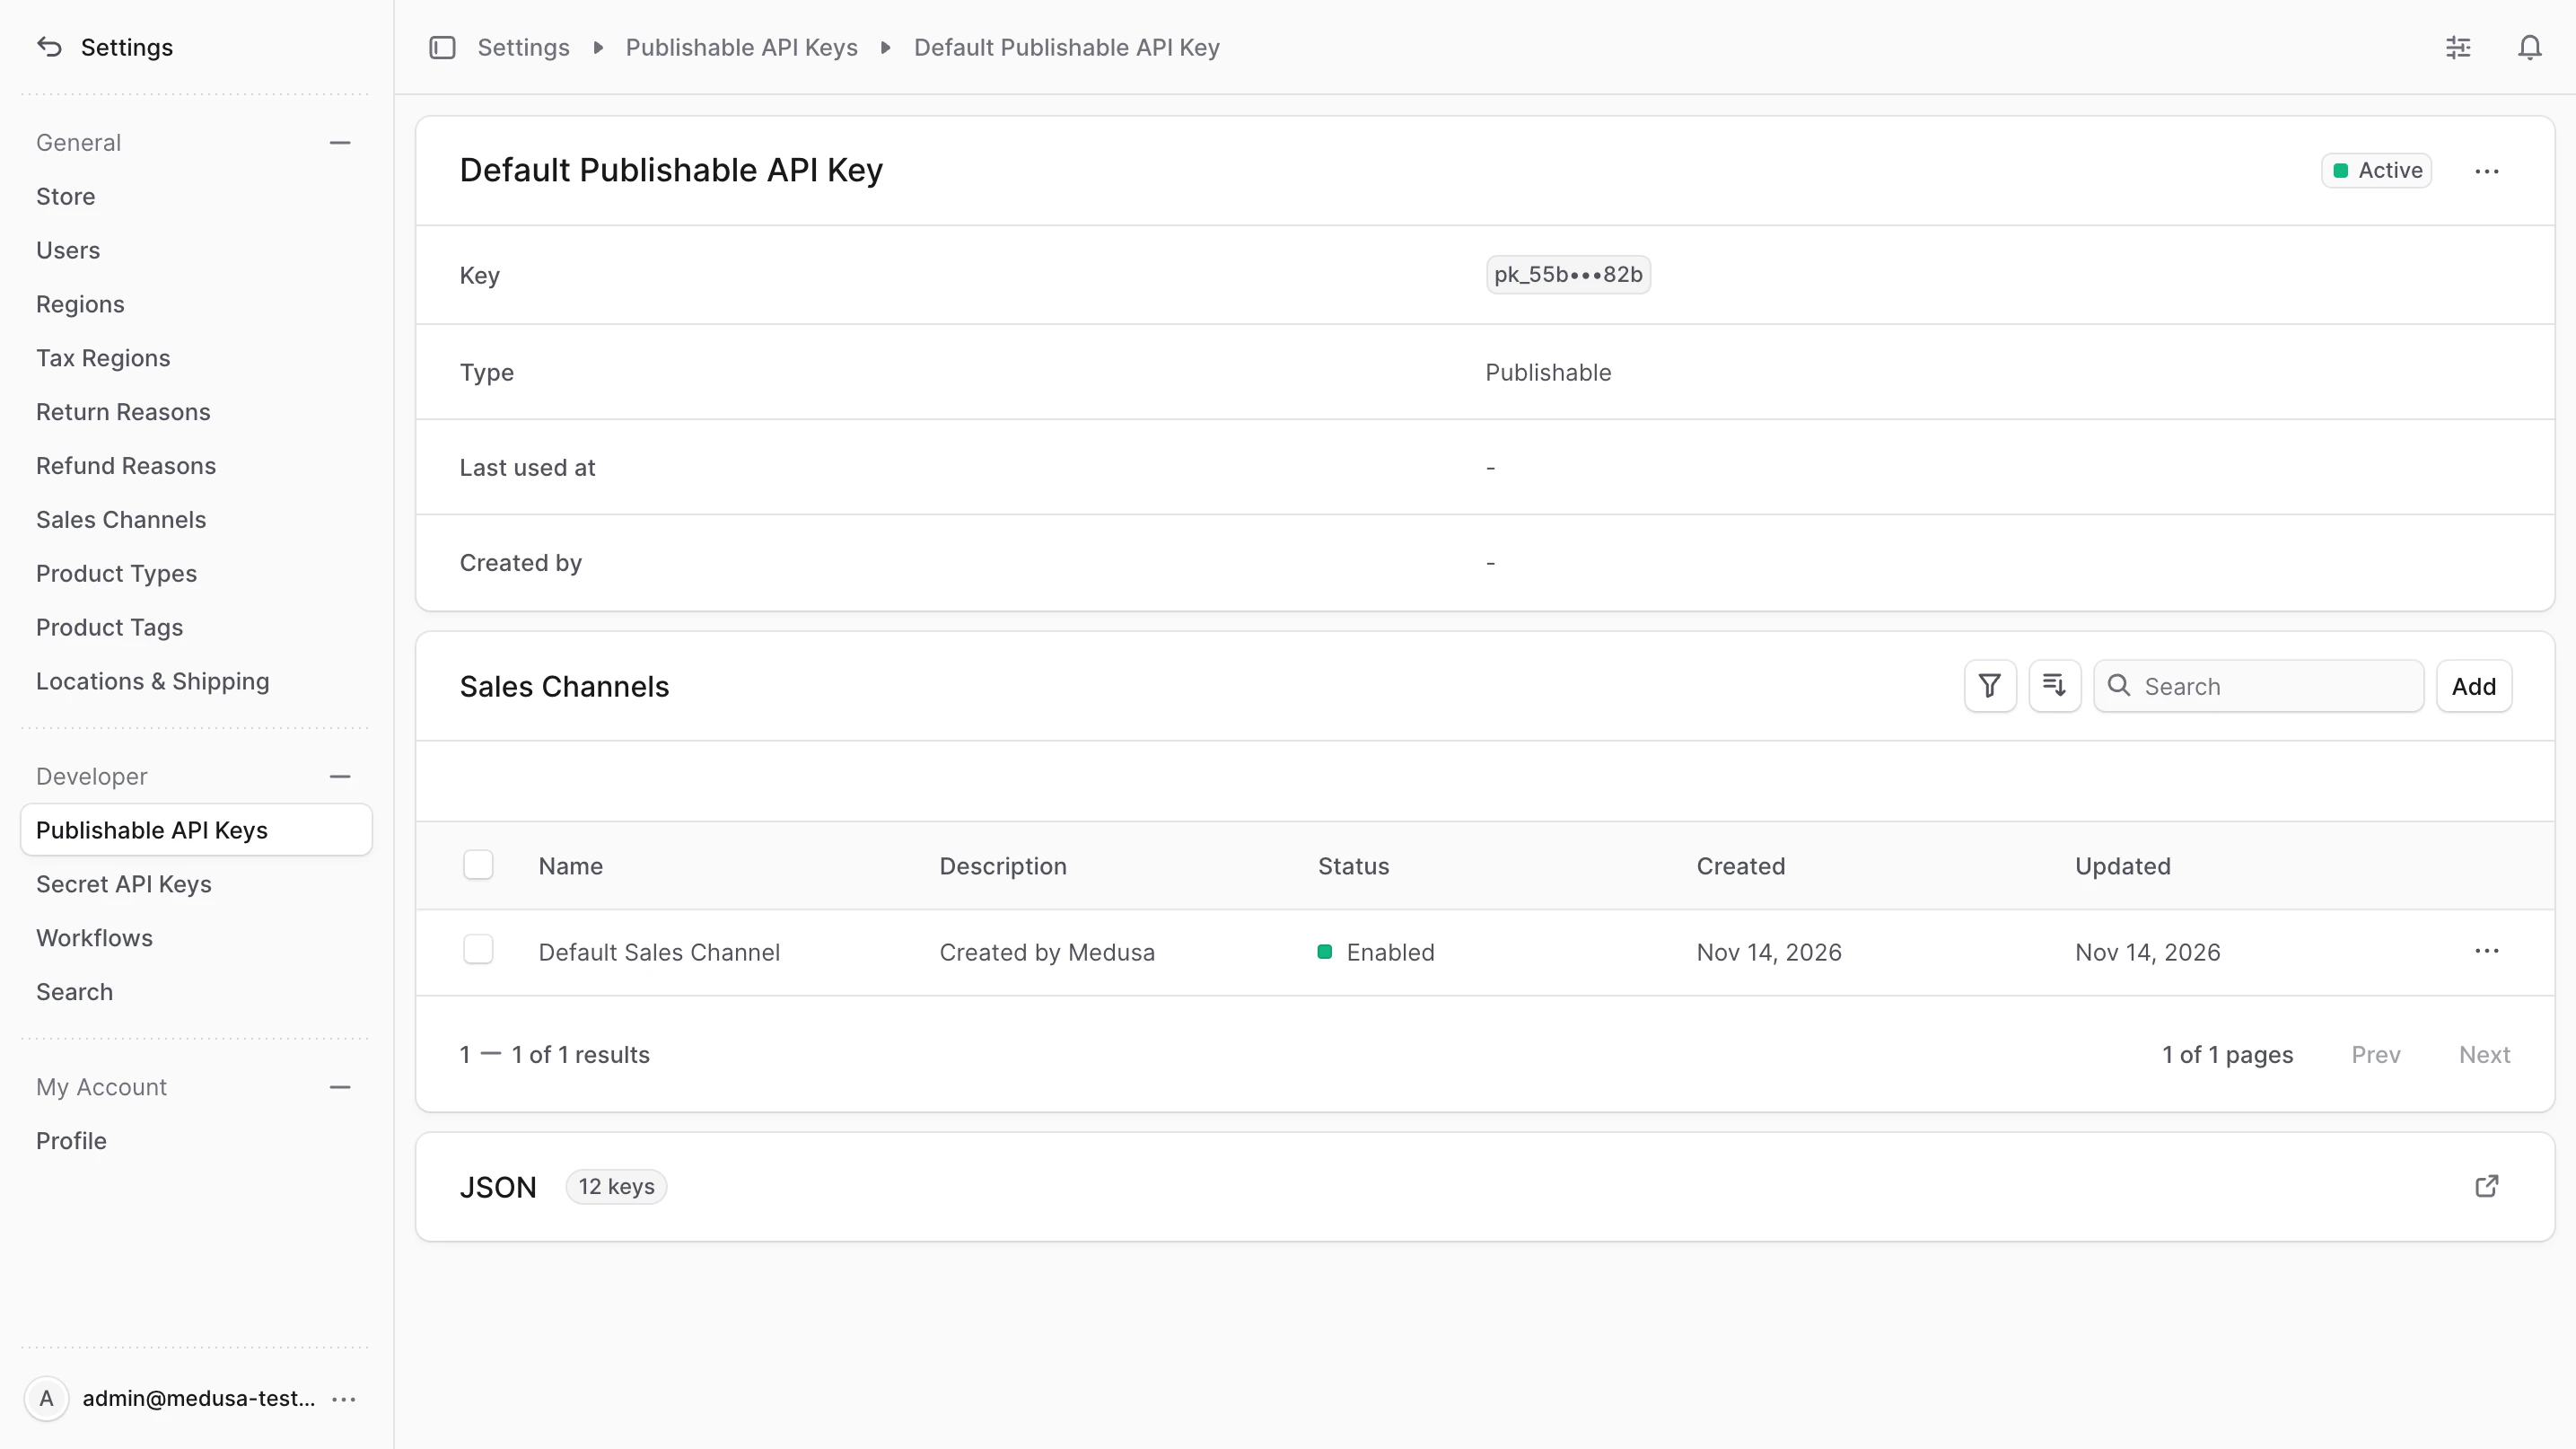 Settings
General
Store
Users
Regions
Tax Regions
Return Reasons
Refund Reasons
Sales Channels
Product Types
Product Tags
Locations & Shipping
Developer
Publishable API Keys
Secret API Keys
Workflows
Search
My Account
Profile
A admin@medusa-test...
Settings Publishable API Keys Default Publishable API Key
Default Publishable API Key Active
Key pk_55b•••82b
Type Publishable
Last used at -
Created by -
Sales Channels Search Add
Name Description Status Created Updated
Default Sales Channel Created by Medusa Enabled Nov 14, 2026 Nov 14, 2026
1 — 1 of 1 results 1 of 1 pages Prev Next
JSON 12 keys